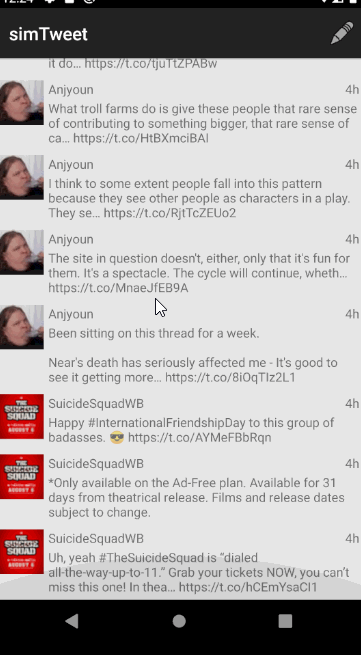 12:24
simTweet
it do… https://t.co/tjuTtZPABw
Anjyoun 4h
What troll farms do is give these people that rare sense
of contributing to something bigger, that rare sense of
ca… https://t.co/HtBXmciBAI
Anjyoun 4h
I think to some extent people fall into this pattern
because they see other people as characters in a play.
They se… https://t.co/RjtTcZEUo2
Anjyoun 4h
The site in question doesn't, either, only that it's fun for
them. It's a spectacle. The cycle will continue, wheth…
https://t.co/MnaeJfEB9A
Anjyoun 4h
Been sitting on this thread for a week.
Near's death has seriously affected me - It's good to
see it getting more… https://t.co/8iOqTIz2L1
THE SUICIDE SQUAD
SuicideSquadWB 4h
Happy #InternationalFriendshipDay to this group of
badasses. 😎 https://t.co/AYMeFBbRqn
THE SUICIDE SQUAD
SuicideSquadWB 4h
*Only available on the Ad-Free plan. Available for 31
days from theatrical release. Films and release dates
subject to change.
THE SUICIDE SQUAD
SuicideSquadWB 4h
Uh, yeah #TheSuicideSquad is “dialed
all-the-way-up-to-11.” Grab your tickets NOW, you can’t
miss this one! In thea… https://t.co/hCEmYsaCI1